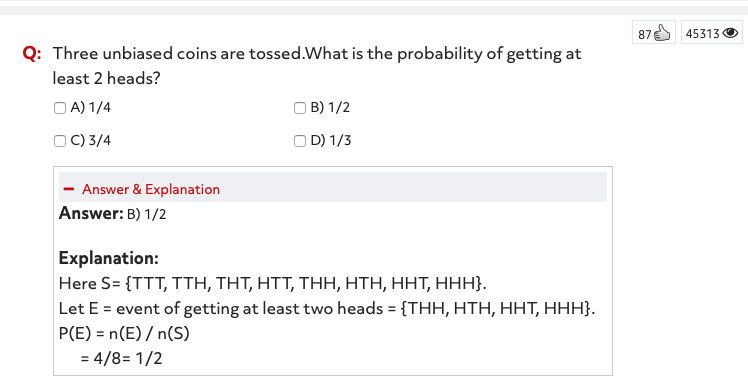 87 45313
Q: Three unbiased coins are tossed.What is the probability of getting at
least 2 heads?
A) 1/4 B) 1/2
C) 3/4 D) 1/3
− Answer & Explanation
Answer: B) 1/2
Explanation:
Here S= {TTT, TTH, THT, HTT, THH, HTH, HHT, HHH}.
Let E = event of getting at least two heads = {THH, HTH, HHT, HHH}.
P(E) = n(E) / n(S)
= 4/8= 1/2